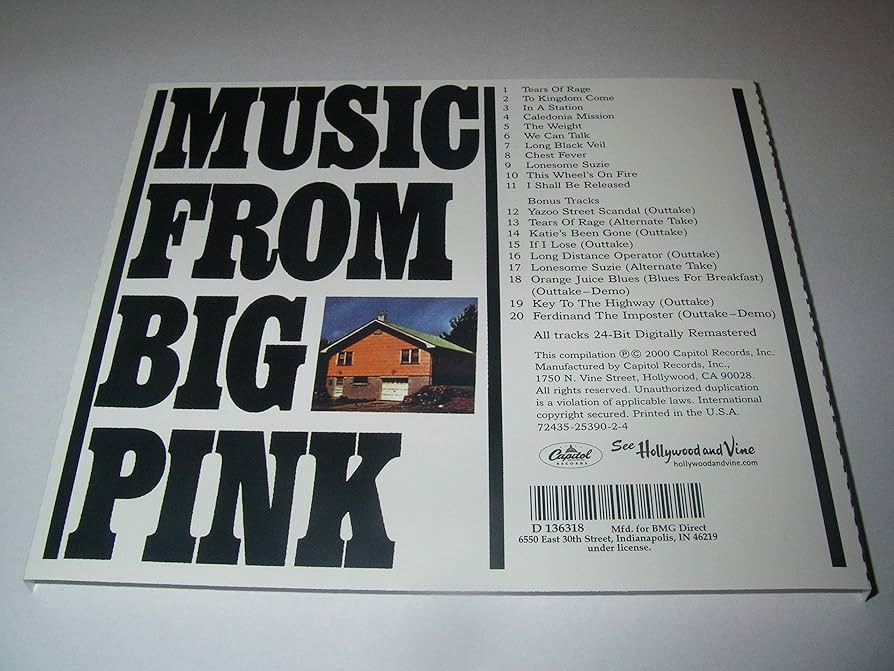 MUSIC
FROM
BIG
PINK
1 Tears Of Rage
2 To Kingdom Come
3 In A Station
4 Caledonia Mission
5 The Weight
6 We Can Talk
7 Long Black Veil
8 Chest Fever
9 Lonesome Suzie
10 This Wheel's On Fire
11 I Shall Be Released
Bonus Tracks
12 Yazoo Street Scandal (Outtake)
13 Tears Of Rage (Alternate Take)
14 Katie's Been Gone (Outtake)
15 If I Lose (Outtake)
16 Long Distance Operator (Outtake)
17 Lonesome Suzie (Alternate Take)
18 Orange Juice Blues (Blues For Breakfast)
(Outtake–Demo)
19 Key To The Highway (Outtake)
20 Ferdinand The Imposter (Outtake–Demo)
All tracks 24-Bit Digitally Remastered
This compilation ℗© 2000 Capitol Records, Inc.
Manufactured by Capitol Records, Inc.,
1750 N. Vine Street, Hollywood, CA 90028.
All rights reserved. Unauthorized duplication
is a violation of applicable laws. International
copyright secured. Printed in the U.S.A.
72435-25390-2-4
Capitol
RECORDS
See Hollywood and Vine
hollywoodandvine.com
D 136318 Mfd. for BMG Direct
6550 East 30th Street, Indianapolis, IN 46219
under license.